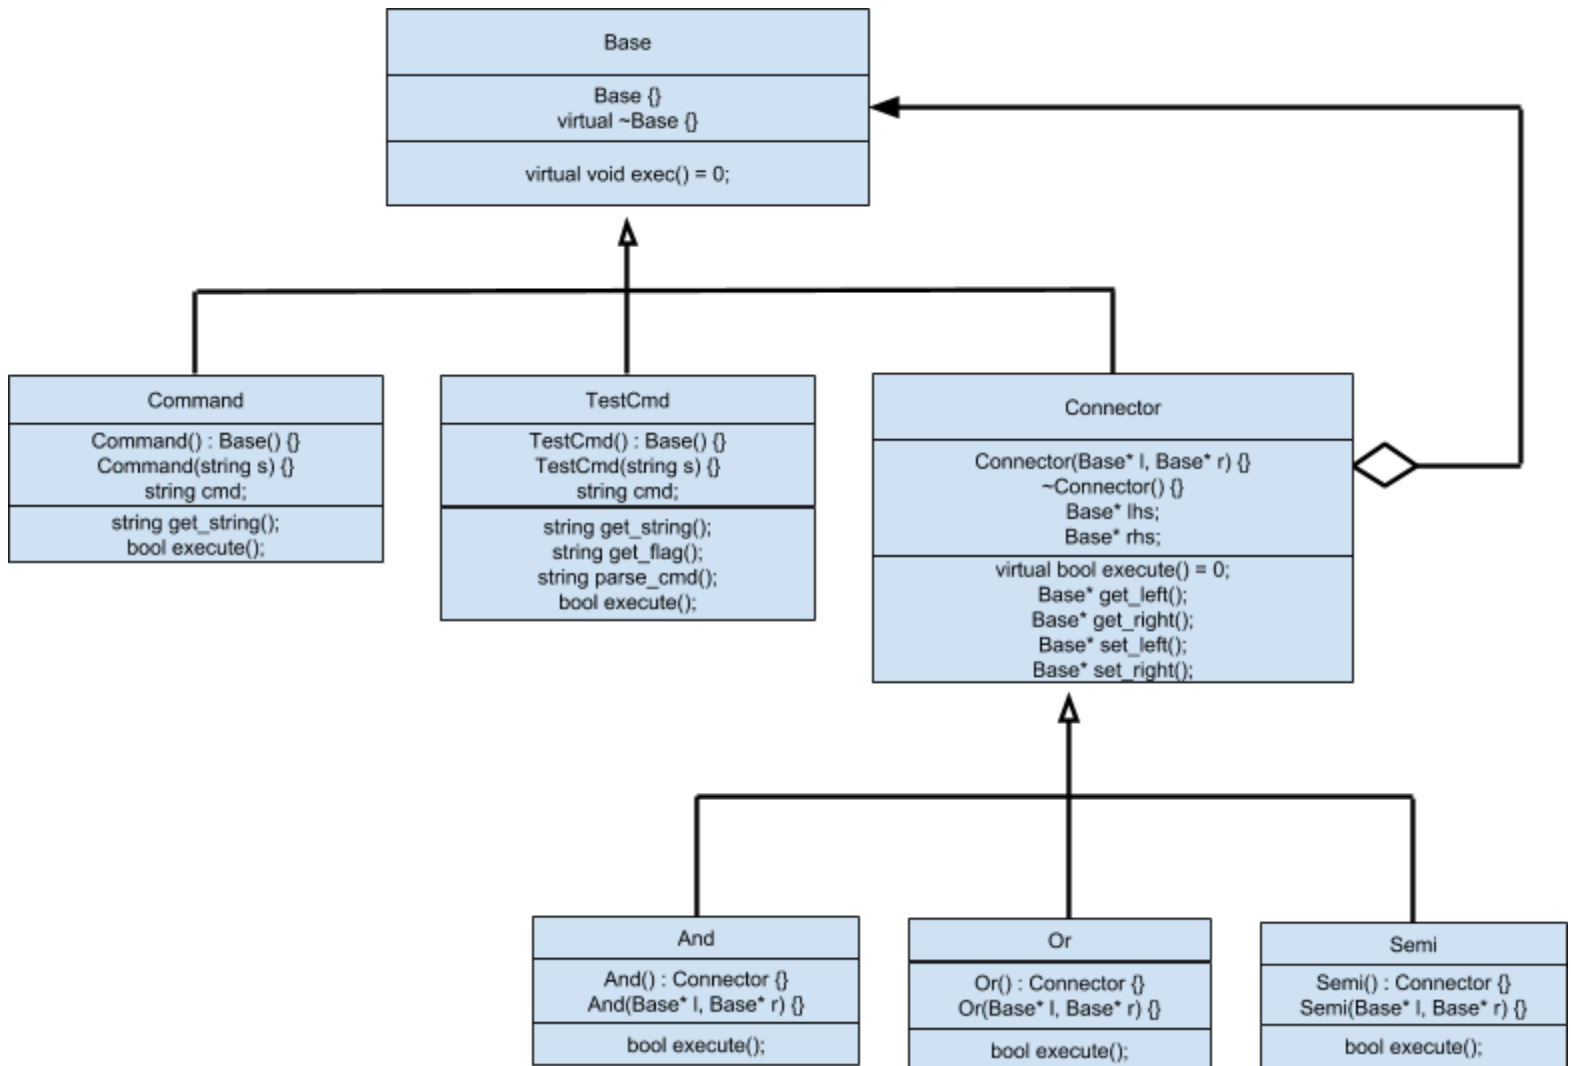 Base
Base {}
virtual ~Base {}
virtual void exec() = 0;
Command
Command() : Base() {}
Command(string s) {}
string cmd;
string get_string();
bool execute();
TestCmd
TestCmd() : Base() {}
TestCmd(string s) {}
string cmd;
string get_string();
string get_flag();
string parse_cmd();
bool execute();
Connector
Connector(Base* l, Base* r) {}
~Connector() {}
Base* lhs;
Base* rhs;
virtual bool execute() = 0;
Base* get_left();
Base* get_right();
Base* set_left();
Base* set_right();
And
And() : Connector {}
And(Base* l, Base* r) {}
bool execute();
Or
Or() : Connector {}
Or(Base* l, Base* r) {}
bool execute();
Semi
Semi() : Connector {}
Semi(Base* l, Base* r) {}
bool execute();